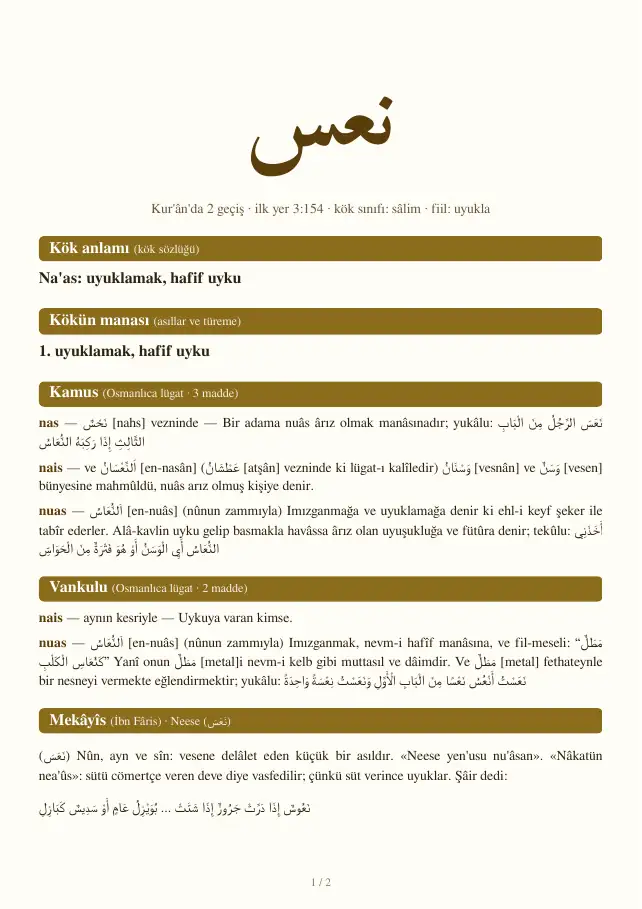 نعس
Kur'ân'da 2 geçiş · ilk yer 3:154 · kök sınıfı: sâlim · fiil: uyukla
Kök anlamı (kök sözlüğü)
Na'as: uyuklamak, hafif uyku
Kökün manası (asıllar ve türeme)
1. uyuklamak, hafif uyku
Kamus (Osmanlıca lügat · 3 madde)
nas — نَحْسٌ [nahs] vezninde — Bir adama nuâs ârız olmak manâsınadır; yukâlu: نَعَسَ الرَّجُلُ مِنَ الْبَابِ
الثَّالِثِ إِذَا رَكِبَهُ النُّعَاسُ
nais — ve اَلنَّعْسَانُ [en-nasân] (عَطْشَانُ [atşân] vezninde ki lügat-ı kalîledir) وَسْنَانُ [vesnân] ve وَسَنٌ [vesen]
bünyesine mahmûldü, nuâs arız olmuş kişiye denir.
nuas — اَلنُّعَاسُ [en-nuâs] (nûnun zammıyla) Imızganmağa ve uyuklamağa denir ki ehl-i keyf şeker ile
tabîr ederler. Alâ-kavlin uyku gelip basmakla havâssa ârız olan uyuşukluğa ve fütûra denir; tekûlu: أَخَذَنِي
النُّعَاسُ أَيِ الْوَسَنُ أَوْ هُوَ فَتْرَةٌ مِنَ الْحَوَاسِّ
Vankulu (Osmanlıca lügat · 2 madde)
nais — aynın kesriyle — Uykuya varan kimse.
nuas — اَلنُّعَاسُ [en-nuâs] (nûnun zammıyla) Imızganmak, nevm-i hafîf manâsına, ve fil-meseli: “مَطْلٌ
كَنُعَاسِ الْكَلْبِ” Yanî onun مَطْلٌ [metal]i nevm-i kelb gibi muttasıl ve dâimdir. Ve مَطْلٌ [metal] fethateynle
bir nesneyi vermekte eğlendirmektir; yukâlu: نَعَسْتُ أَنْعُسُ نَعْسًا مِنَ الْبَابِ الْأَوَّلِ وَنَعَسْتُ نِعْسَةً وَاحِدَةً
Mekâyîs (İbn Fâris) · Neese (نَعَسَ)
(نَعَسَ) Nûn, ayn ve sîn: vesene delâlet eden küçük bir asıldır. «Neese yen'usu nu'âsen». «Nâkatün
nea'ûs»: sütü cömertçe veren deve diye vasfedilir; çünkü süt verince uyuklar. Şâir dedi:
نَعُوسٌ إِذَا دَرَّتْ جَرُوزٌ إِذَا شَتَتْ ... بُوَيْزِلُ عَامٍ أَوْ سَدِيسٌ كَبَازِلِ
1 / 2